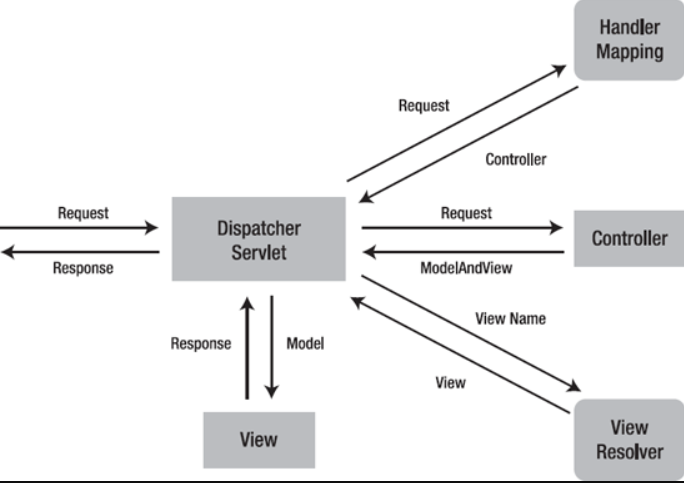 Handler
Mapping
Request
Controller
Request
Response
Dispatcher
Servlet
Request
ModelAndView
Controller
View Name
View
Response
Model
View
View
Resolver